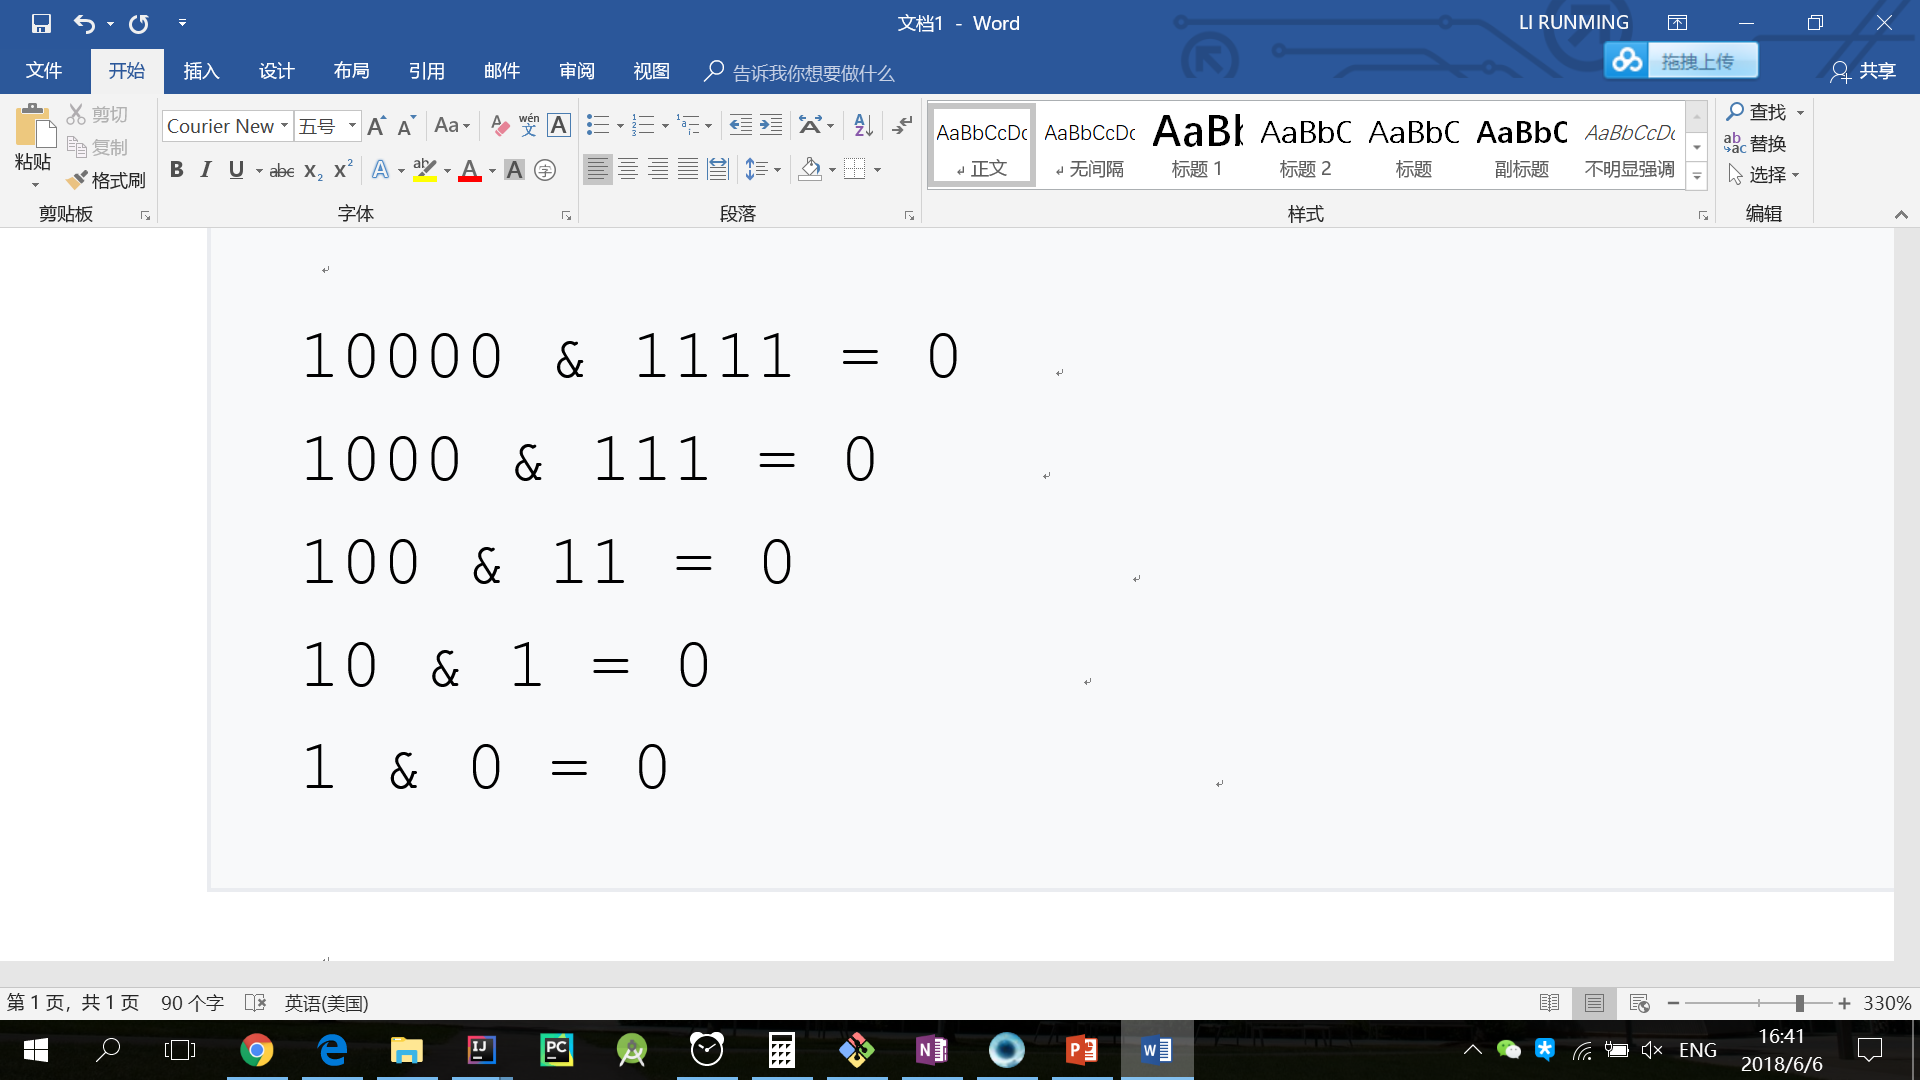 文档1 - Word
LI RUNMING
文件 开始 插入 设计 布局 引用 邮件 审阅 视图 告诉我你想要做什么
拖拽上传
共享
粘贴 剪切 复制 格式刷
剪贴板
Courier New 五号
字体
段落
AaBbCcDc AaBbCcDc AaBl AaBbC AaBbC AaBbC AaBbCcDc
正文 无间隔 标题 1 标题 2 标题 副标题 不明显强调
样式
查找
替换
选择
编辑
10000 & 1111 = 0
1000 & 111 = 0
100 & 11 = 0
10 & 1 = 0
1 & 0 = 0
第 1 页，共 1 页 90 个字 英语(美国) 330%
ENG
16:41
2018/6/6